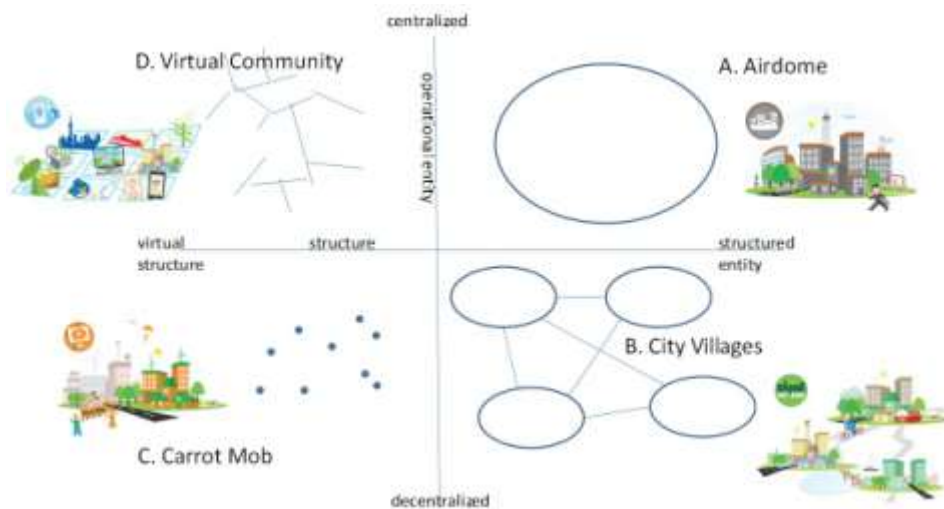 centralized
D. Virtual Community
A. Airdome
operational entity
virtual
structure
structure
structured
entity
B. City Villages
C. Carrot Mob
decentralized